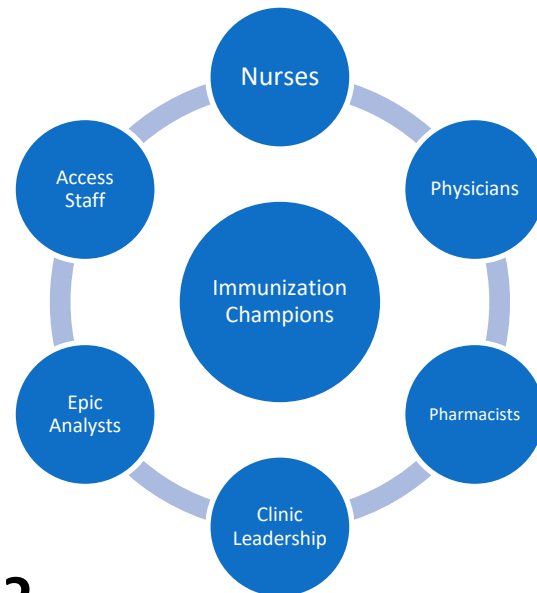 Nurses
Access
Staff
Physicians
Immunization
Champions
Epic
Analysts
Pharmacists
Clinic
Leadership
?